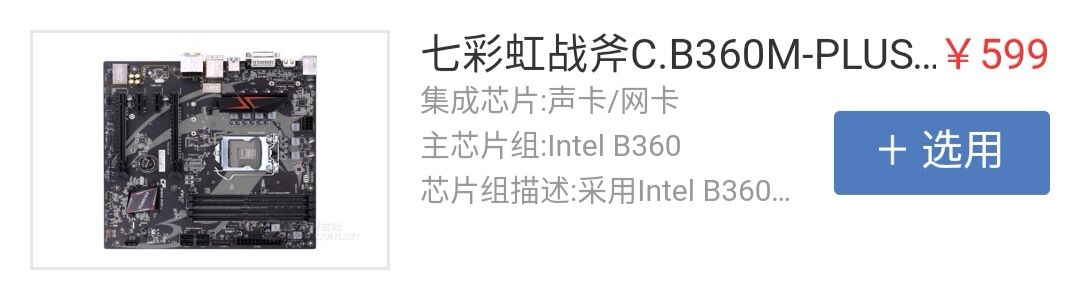 七彩虹战斧C.B360M-PLUS... ￥599
集成芯片:声卡/网卡
主芯片组:Intel B360
＋ 选用
芯片组描述:采用Intel B360...